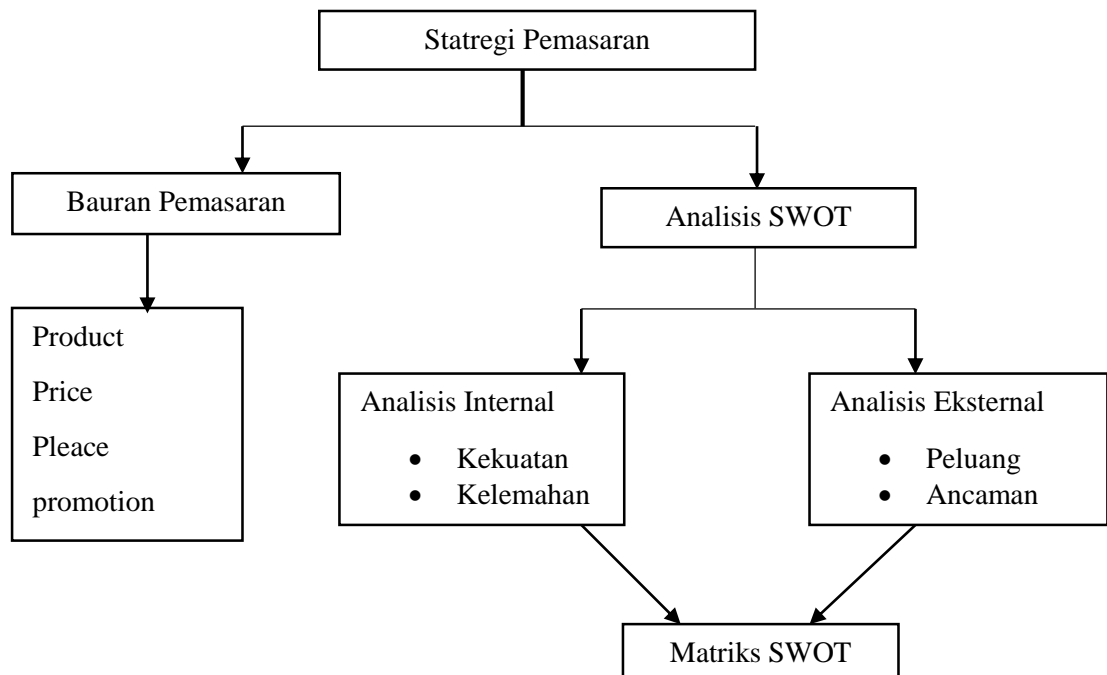 Statregi Pemasaran
Bauran Pemasaran
Analisis SWOT
Product
Price
Pleace
promotion
Analisis Internal
• Kekuatan
• Kelemahan
Analisis Eksternal
• Peluang
• Ancaman
Matriks SWOT